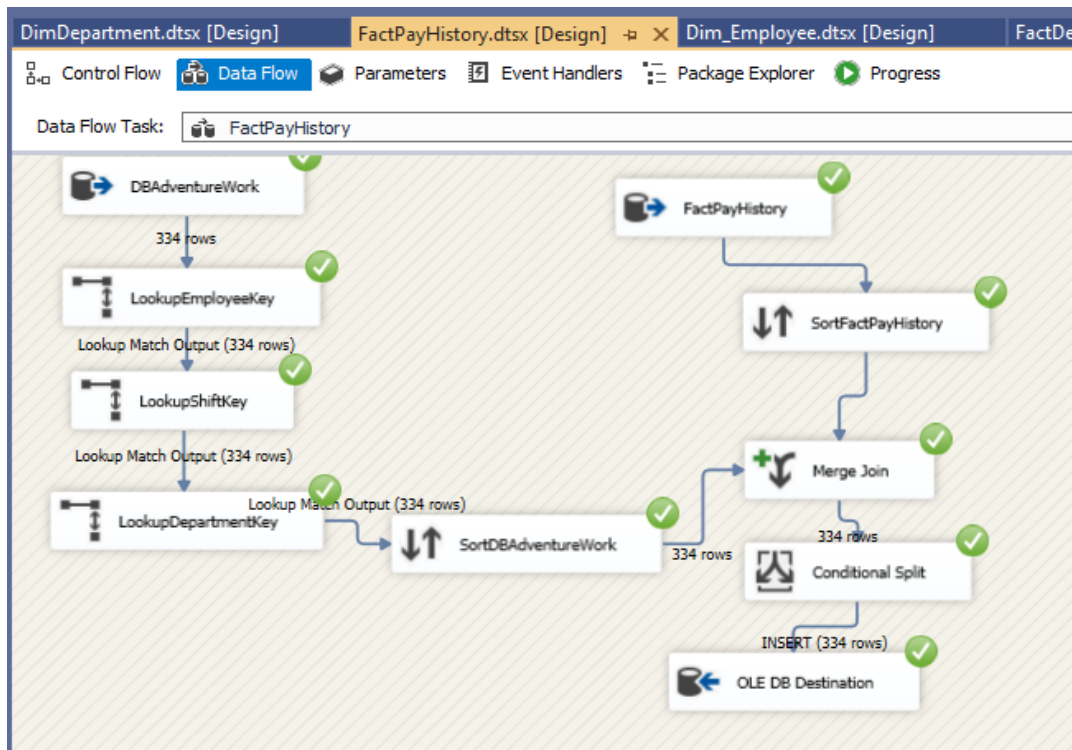 DimDepartment.dtsx [Design] FactPayHistory.dtsx [Design] Dim_Employee.dtsx [Design] FactDe
Control Flow Data Flow Parameters Event Handlers Package Explorer Progress
Data Flow Task: FactPayHistory
DBAdventureWork
334 rows
LookupEmployeeKey
Lookup Match Output (334 rows)
LookupShiftKey
Lookup Match Output (334 rows)
LookupDepartmentKey
Lookup Match Output (334 rows)
SortDBAdventureWork
334 rows
FactPayHistory
SortFactPayHistory
Merge Join
334 rows
Conditional Split
INSERT (334 rows)
OLE DB Destination